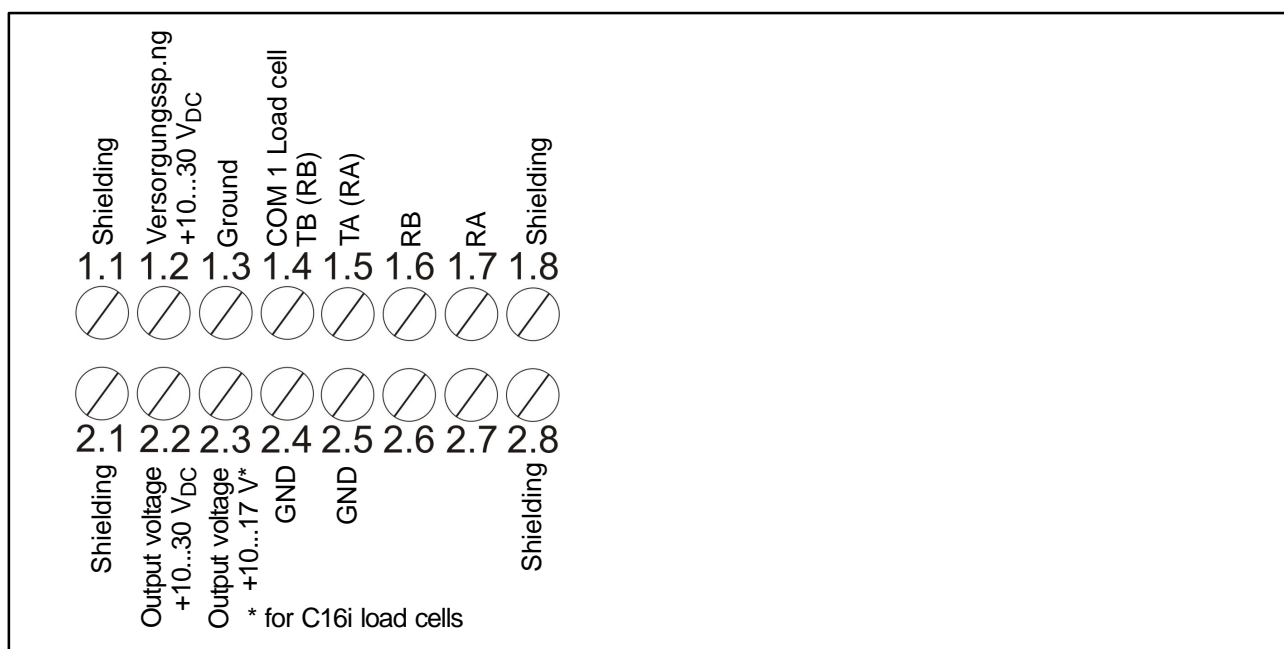 Shielding
Versorgungssp.ng
+10...30 VDC
Ground
COM 1 Load cell
TB (RB)
TA (RA)
RB
RA
Shielding
1.1 1.2 1.3 1.4 1.5 1.6 1.7 1.8
2.1 2.2 2.3 2.4 2.5 2.6 2.7 2.8
Shielding
Output voltage
+10...30 VDC
Output voltage
+10...17 V*
GND
GND
Shielding
* for C16i load cells